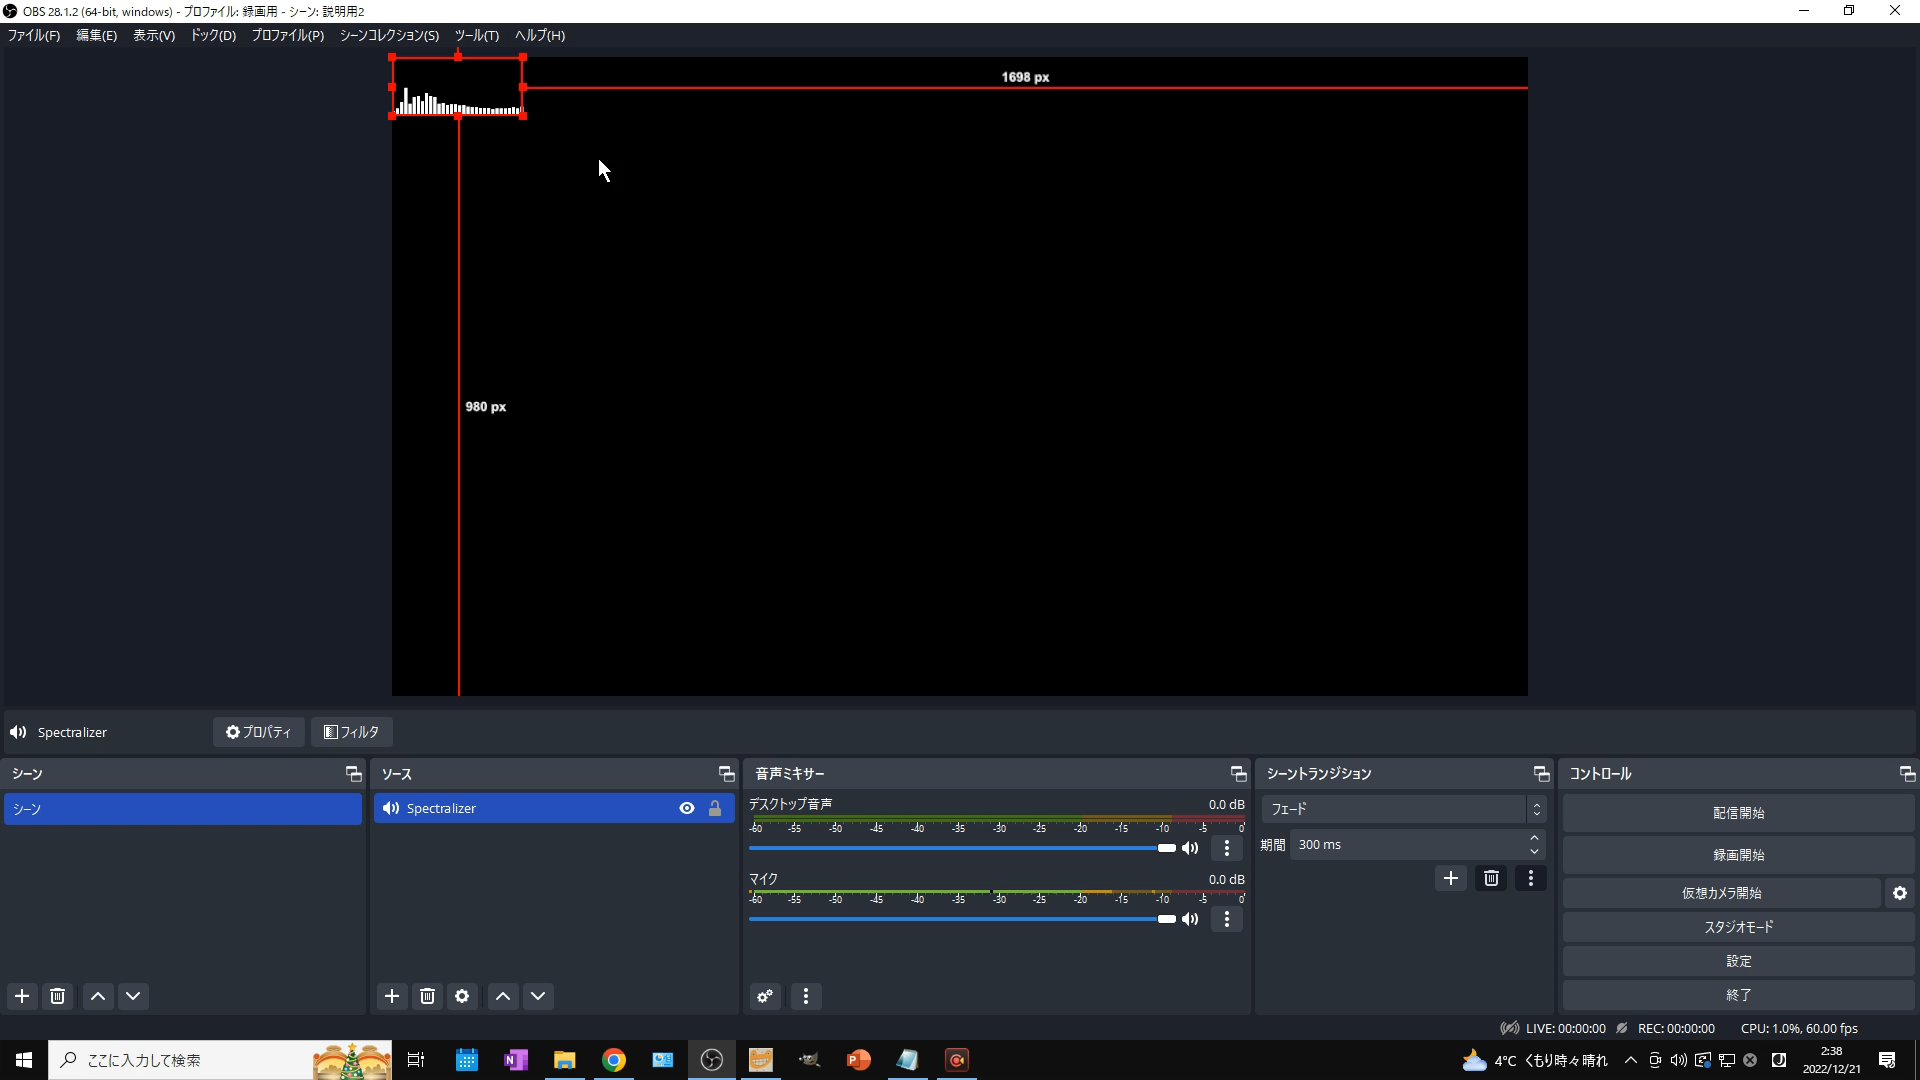 OBS 28.1.2 (64-bit, windows) - プロファイル: 録画用 - シーン: 説明用2
ファイル(F) 編集(E) 表示(V) ドック(D) プロファイル(P) シーンコレクション(S) ツール(T) ヘルプ(H)
1698 px
980 px
Spectralizer プロパティ フィルタ
シーン
シーン
ソース
Spectralizer
音声ミキサー
デスクトップ音声 0.0 dB
-60 -55 -50 -45 -40 -35 -30 -25 -20 -15 -10 -5 0
マイク 0.0 dB
-60 -55 -50 -45 -40 -35 -30 -25 -20 -15 -10 -5 0
シーントランジション
フェード
期間 300 ms
コントロール
配信開始
録画開始
仮想カメラ開始
スタジオモード
設定
終了
LIVE: 00:00:00 REC: 00:00:00 CPU: 1.0%, 60.00 fps
ここに入力して検索
4°C くもり時々晴れ
2:38
2022/12/21